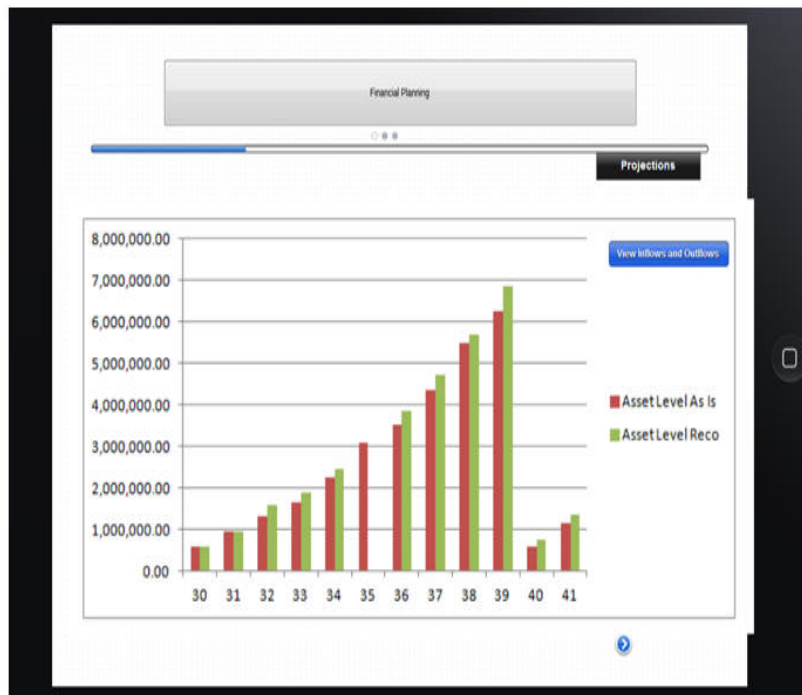 Financial Planning
Projections
View Inflows and Outflows
8,000,000.00
7,000,000.00
6,000,000.00
5,000,000.00
4,000,000.00
3,000,000.00
2,000,000.00
1,000,000.00
0.00
30 31 32 33 34 35 36 37 38 39 40 41
Asset Level As Is
Asset Level Reco